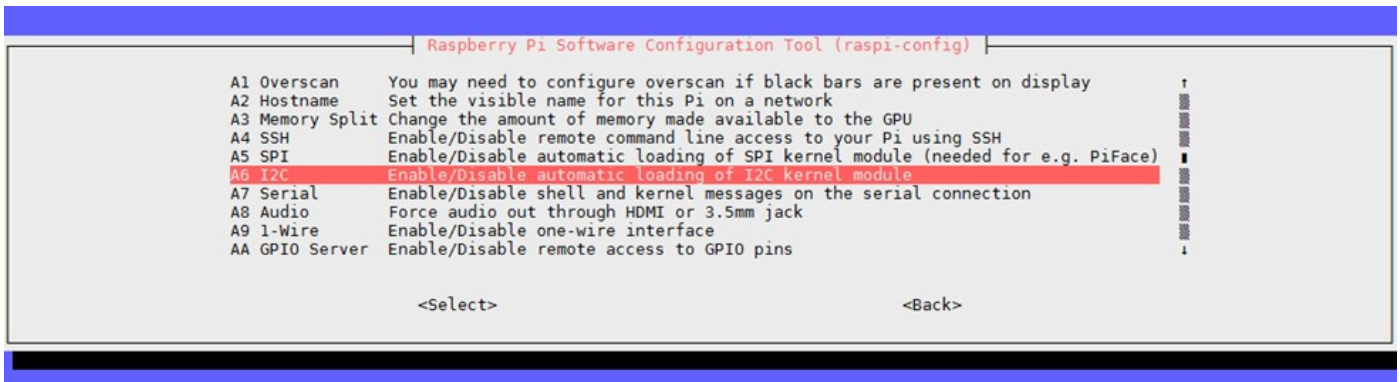 Raspberry Pi Software Configuration Tool (raspi-config)
A1 Overscan You may need to configure overscan if black bars are present on display
A2 Hostname Set the visible name for this Pi on a network
A3 Memory Split Change the amount of memory made available to the GPU
A4 SSH Enable/Disable remote command line access to your Pi using SSH
A5 SPI Enable/Disable automatic loading of SPI kernel module (needed for e.g. PiFace)
A6 I2C Enable/Disable automatic loading of I2C kernel module
A7 Serial Enable/Disable shell and kernel messages on the serial connection
A8 Audio Force audio out through HDMI or 3.5mm jack
A9 1-Wire Enable/Disable one-wire interface
AA GPIO Server Enable/Disable remote access to GPIO pins
<Select> <Back>